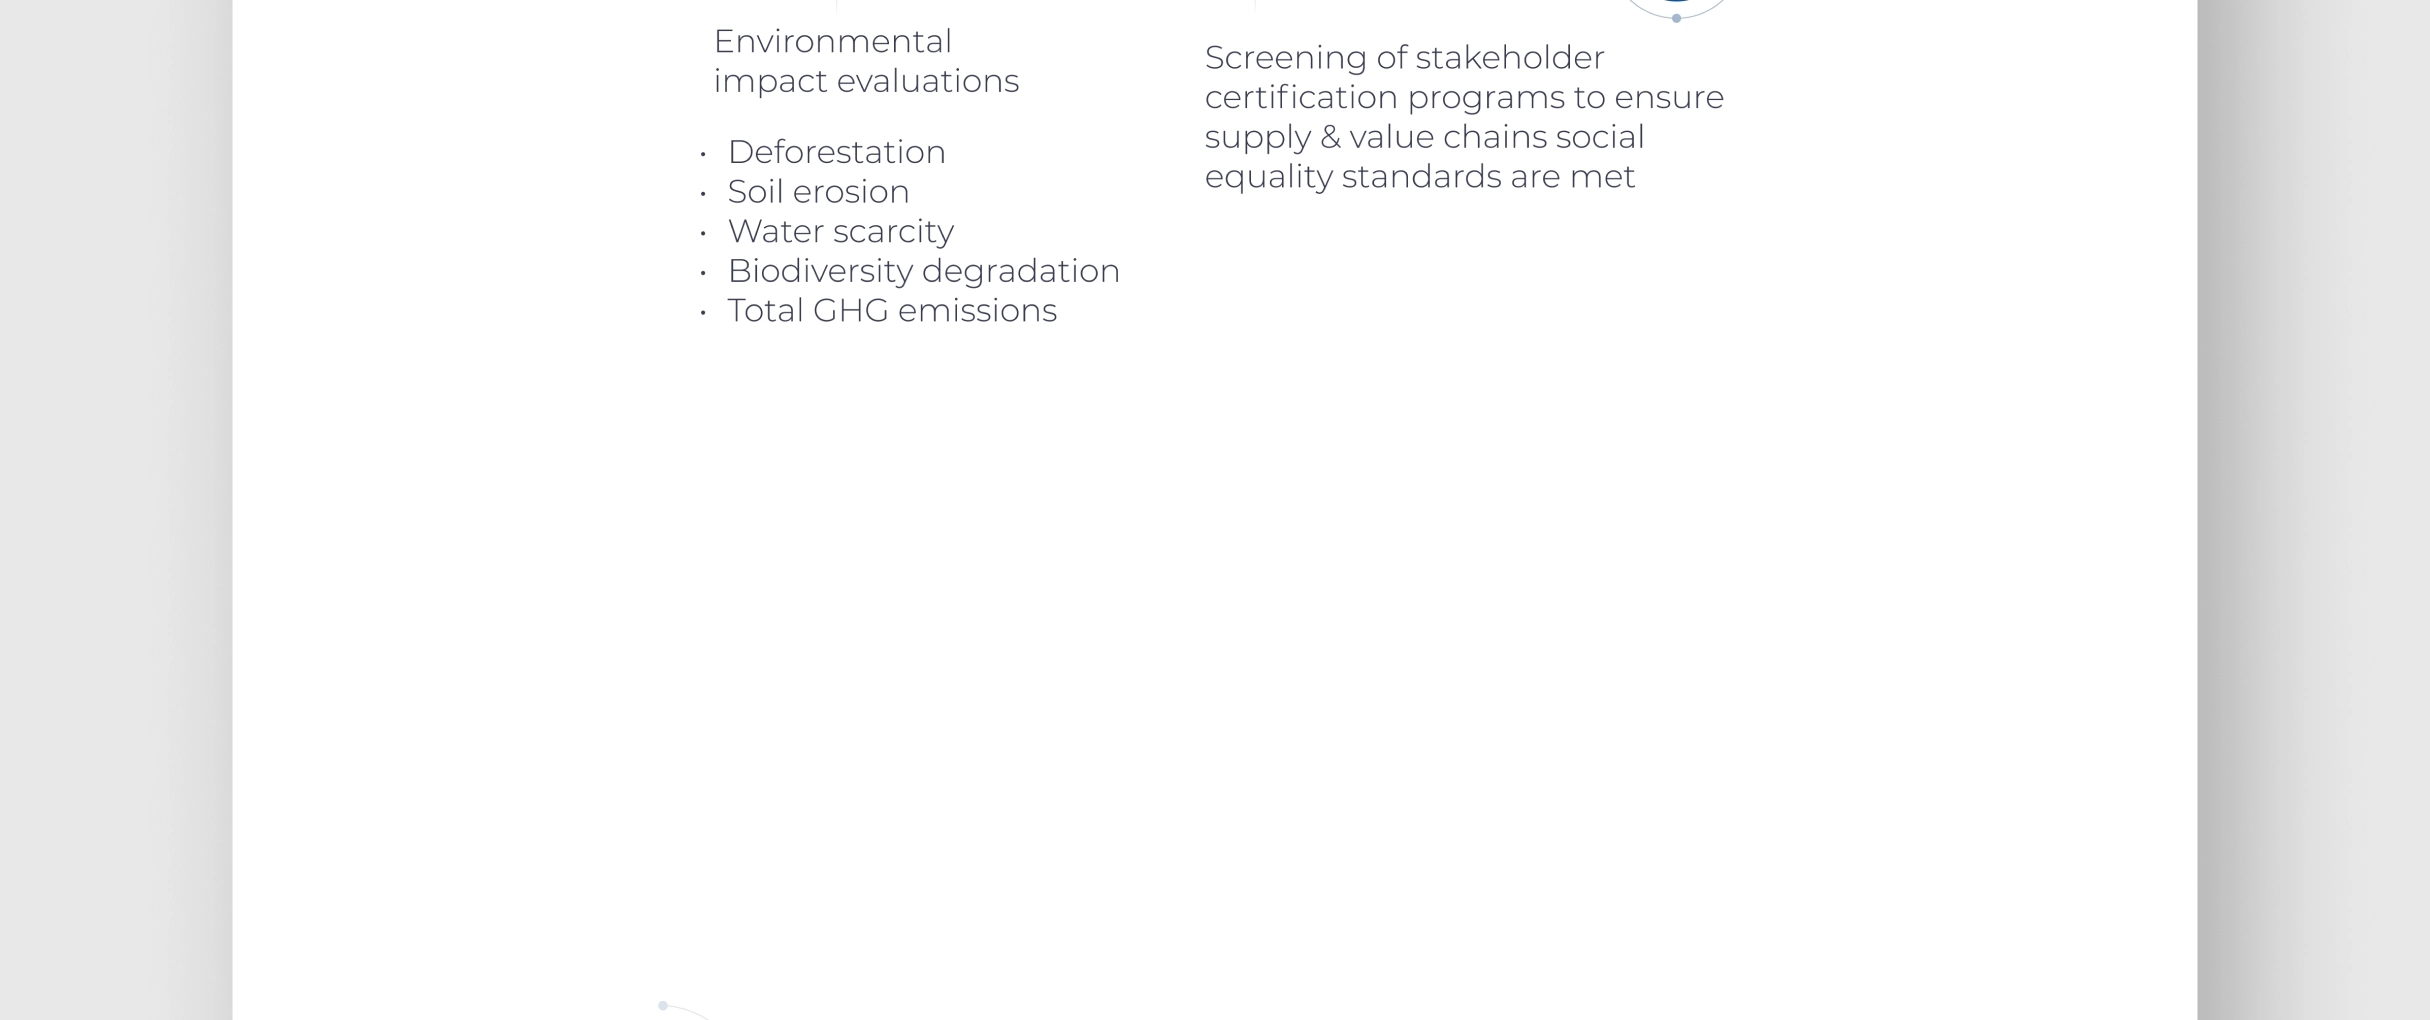 Environmental
impact evaluations
• Deforestation
• Soil erosion
• Water scarcity
• Biodiversity degradation
• Total GHG emissions
Screening of stakeholder
certification programs to ensure
supply & value chains social
equality standards are met